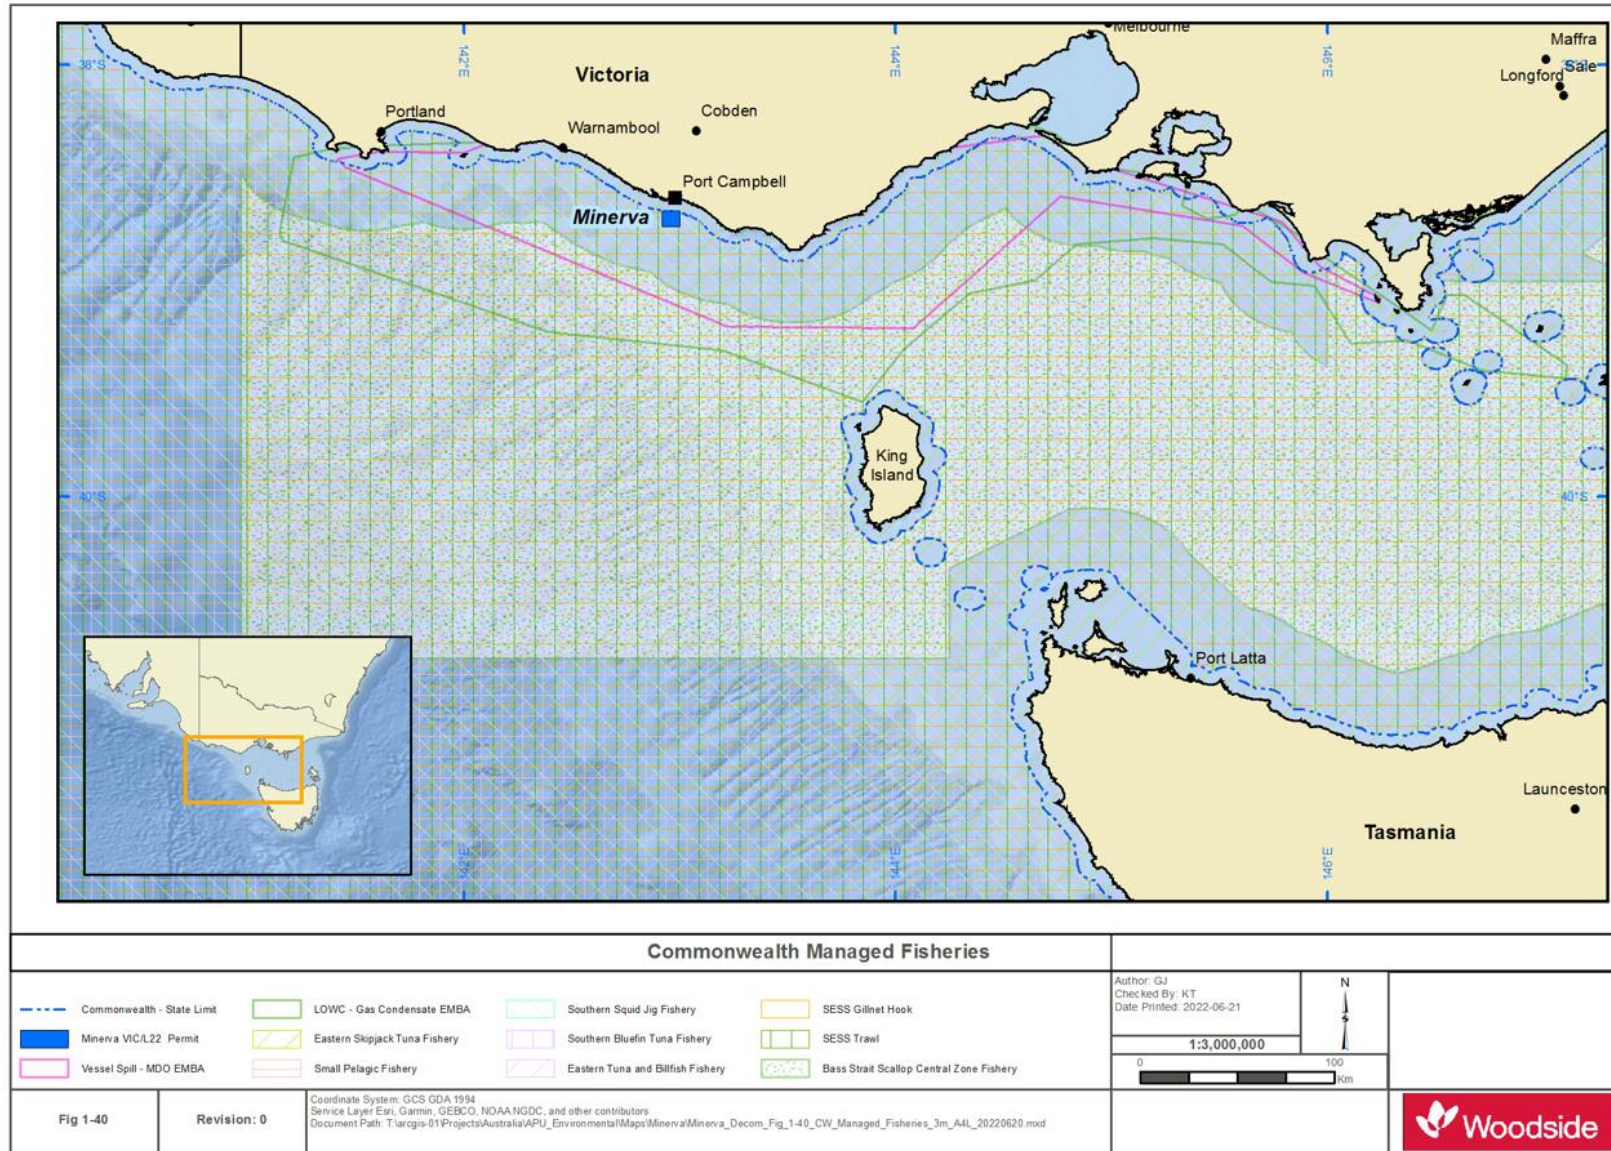 Melbourne
Maffra
38°S
142°E
144°E
146°E
38°S
Longford
Sale
Victoria
Portland
Cobden
Warnambool
Port Campbell
Minerva
King
Island
40°S
40°S
Port Latta
Launceston
Tasmania
142°E
144°E
146°E
Commonwealth Managed Fisheries
Commonwealth - State Limit
LOWC - Gas Condensate EMBA
Southern Squid Jig Fishery
SESS Gillnet Hook
Minerva VIC/L22 Permit
Eastern Skipjack Tuna Fishery
Southern Bluefin Tuna Fishery
SESS Trawl
Vessel Spill - MDO EMBA
Small Pelagic Fishery
Eastern Tuna and Billfish Fishery
Bass Strait Scallop Central Zone Fishery
Author: GJ
Checked By: KT
Date Printed: 2022-06-21
N
1:3,000,000
0 100
Km
Fig 1-40
Revision: 0
Coordinate System: GCS GDA 1994
Service Layer Esri, Garmin, GEBCO, NOAA NGDC, and other contributors
Document Path: T:\arcgis-01\Projects\Australia\APU_Environmental\Maps\Minerva\Minerva_Decom_Fig_1-40_CW_Managed_Fisheries_3m_A4L_20220620.mxd
Woodside